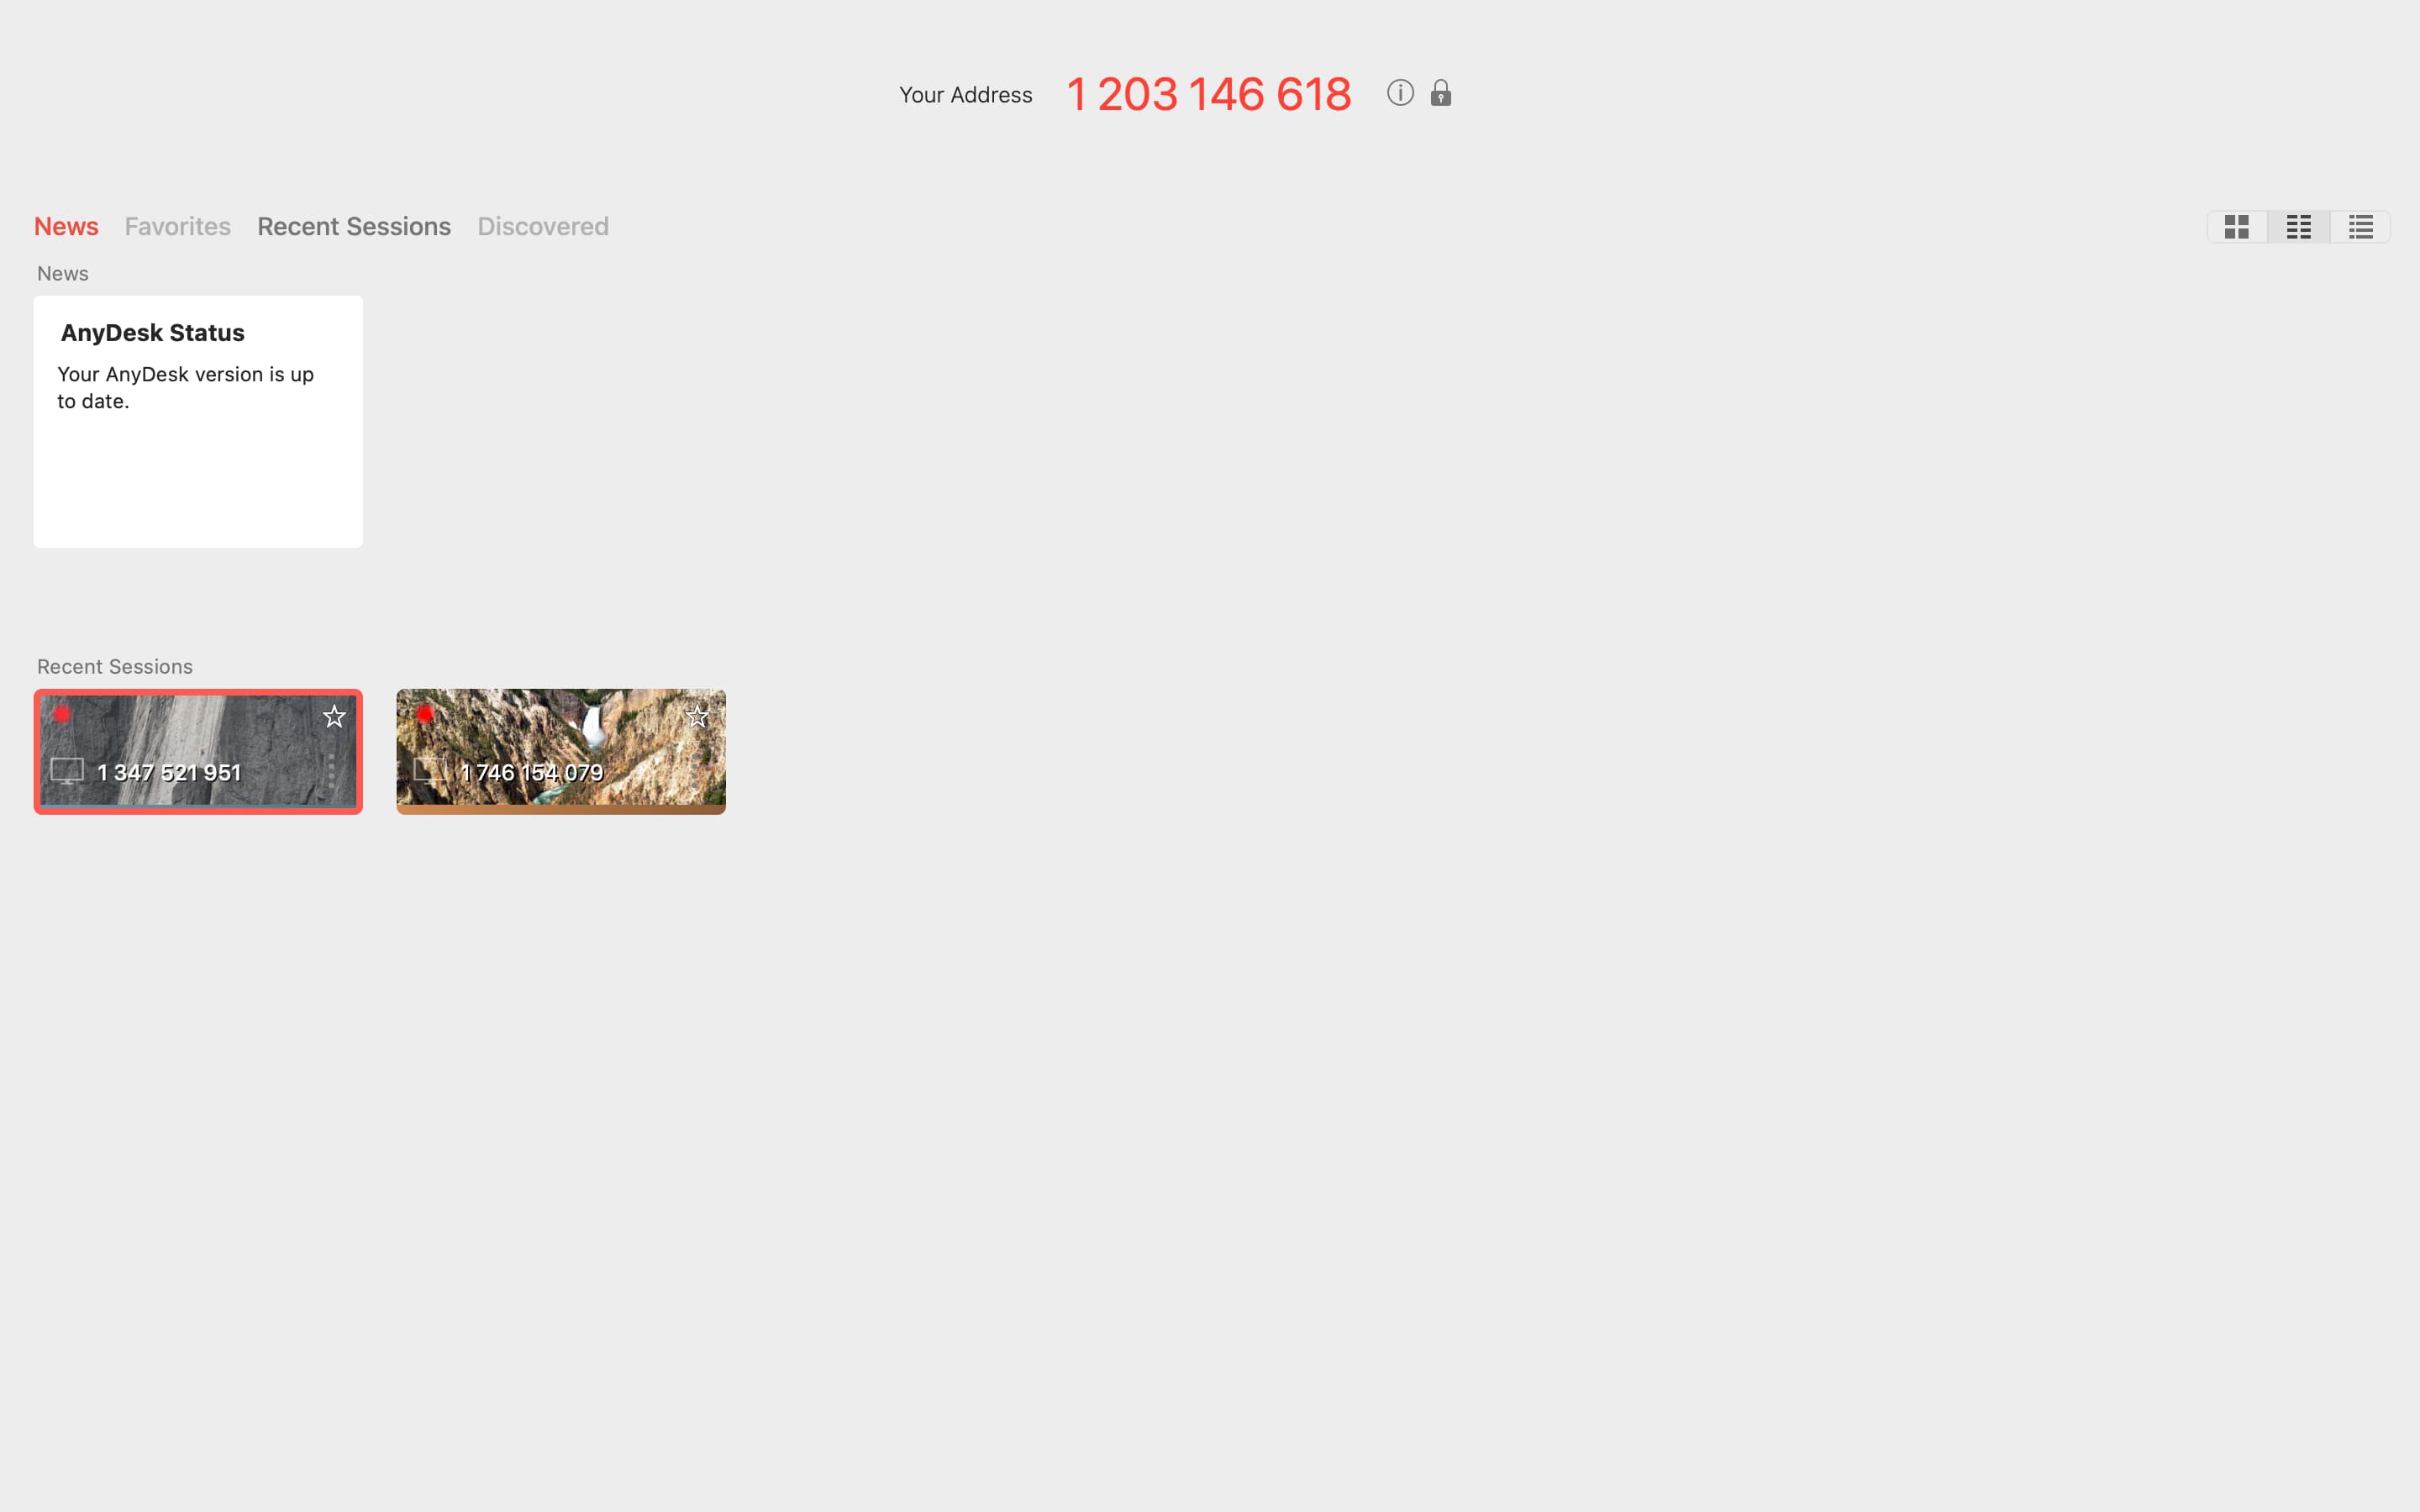 Your Address 1 203 146 618
News Favorites Recent Sessions Discovered
News
AnyDesk Status
Your AnyDesk version is up
to date.
Recent Sessions
1 347 521 951
1 746 154 079